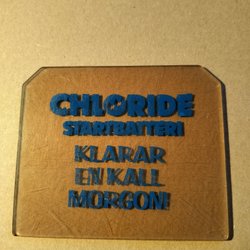 CHLORIDE
STARTBATTERI
KLARAR
EN KALL
MORGON!